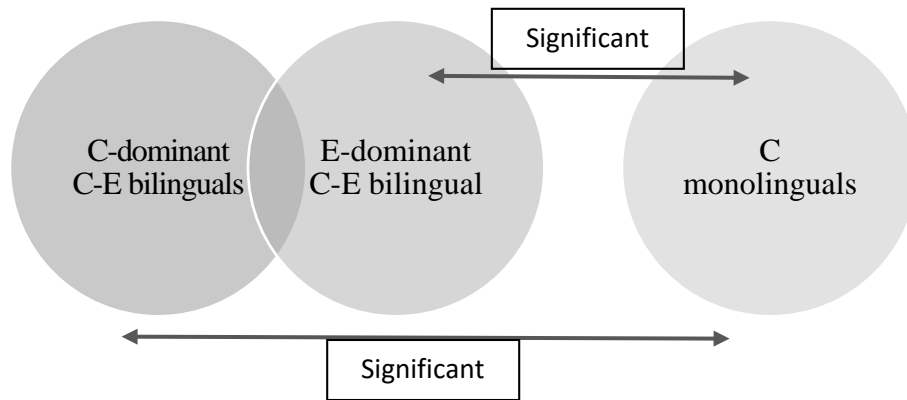 Significant
C-dominant
C-E bilinguals
E-dominant
C-E bilingual
C
monolinguals
Significant